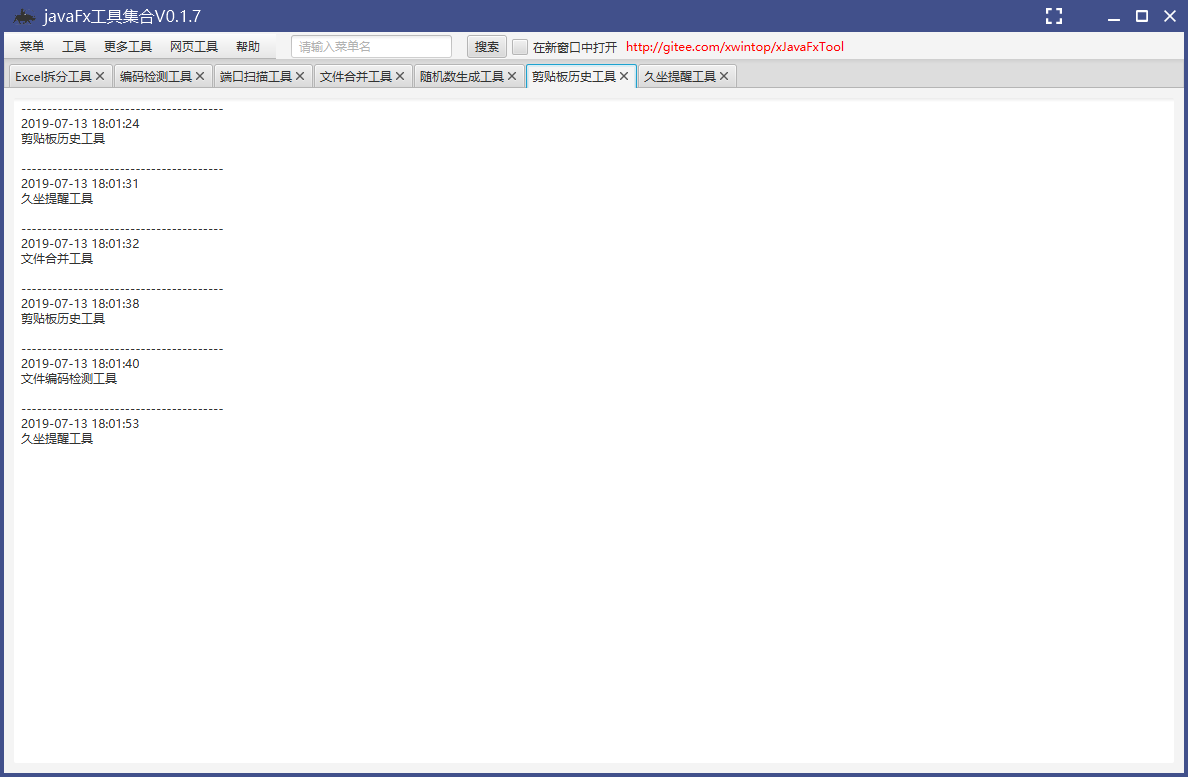 javaFx工具集合V0.1.7
菜单 工具 更多工具 网页工具 帮助 请输入菜单名 搜索 在新窗口中打开 http://gitee.com/xwintop/xJavaFxTool
Excel拆分工具 编码检测工具 端口扫描工具 文件合并工具 随机数生成工具 剪贴板历史工具 久坐提醒工具
---------------------------------------
2019-07-13 18:01:24
剪贴板历史工具
---------------------------------------
2019-07-13 18:01:31
久坐提醒工具
---------------------------------------
2019-07-13 18:01:32
文件合并工具
---------------------------------------
2019-07-13 18:01:38
剪贴板历史工具
---------------------------------------
2019-07-13 18:01:40
文件编码检测工具
---------------------------------------
2019-07-13 18:01:53
久坐提醒工具